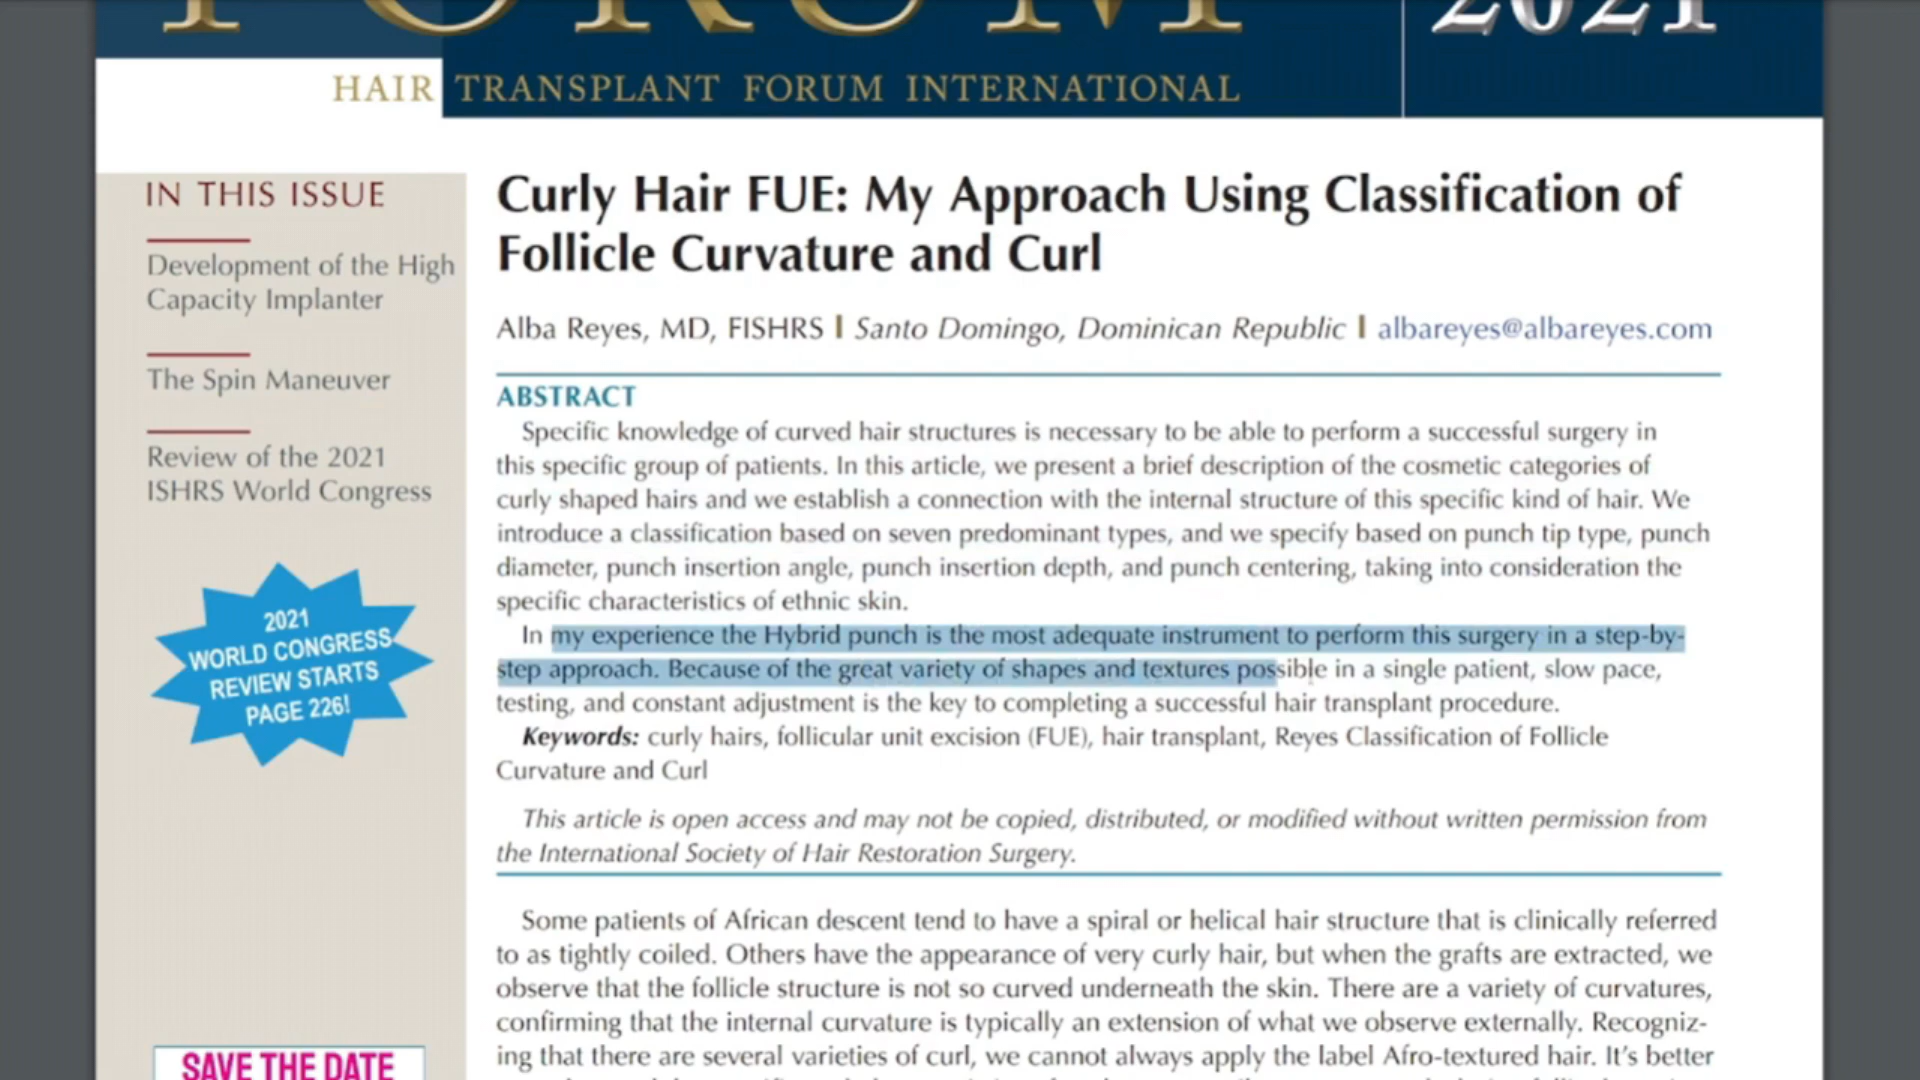 FORUM
2021
HAIR TRANSPLANT FORUM INTERNATIONAL
IN THIS ISSUE
Development of the High
Capacity Implanter
The Spin Maneuver
Review of the 2021
ISHRS World Congress
2021
WORLD CONGRESS
REVIEW STARTS
PAGE 226!
SAVE THE DATE
Curly Hair FUE: My Approach Using Classification of
Follicle Curvature and Curl
Alba Reyes, MD, FISHRS | Santo Domingo, Dominican Republic | albareyes@albareyes.com
ABSTRACT
Specific knowledge of curved hair structures is necessary to be able to perform a successful surgery in
this specific group of patients. In this article, we present a brief description of the cosmetic categories of
curly shaped hairs and we establish a connection with the internal structure of this specific kind of hair. We
introduce a classification based on seven predominant types, and we specify based on punch tip type, punch
diameter, punch insertion angle, punch insertion depth, and punch centering, taking into consideration the
specific characteristics of ethnic skin.
In my experience the Hybrid punch is the most adequate instrument to perform this surgery in a step-by-
step approach. Because of the great variety of shapes and textures possible in a single patient, slow pace,
testing, and constant adjustment is the key to completing a successful hair transplant procedure.
Keywords: curly hairs, follicular unit excision (FUE), hair transplant, Reyes Classification of Follicle
Curvature and Curl
This article is open access and may not be copied, distributed, or modified without written permission from
the International Society of Hair Restoration Surgery.
Some patients of African descent tend to have a spiral or helical hair structure that is clinically referred
to as tightly coiled. Others have the appearance of very curly hair, but when the grafts are extracted, we
observe that the follicle structure is not so curved underneath the skin. There are a variety of curvatures,
confirming that the internal curvature is typically an extension of what we observe externally. Recogniz-
ing that there are several varieties of curl, we cannot always apply the label Afro-textured hair. It's better